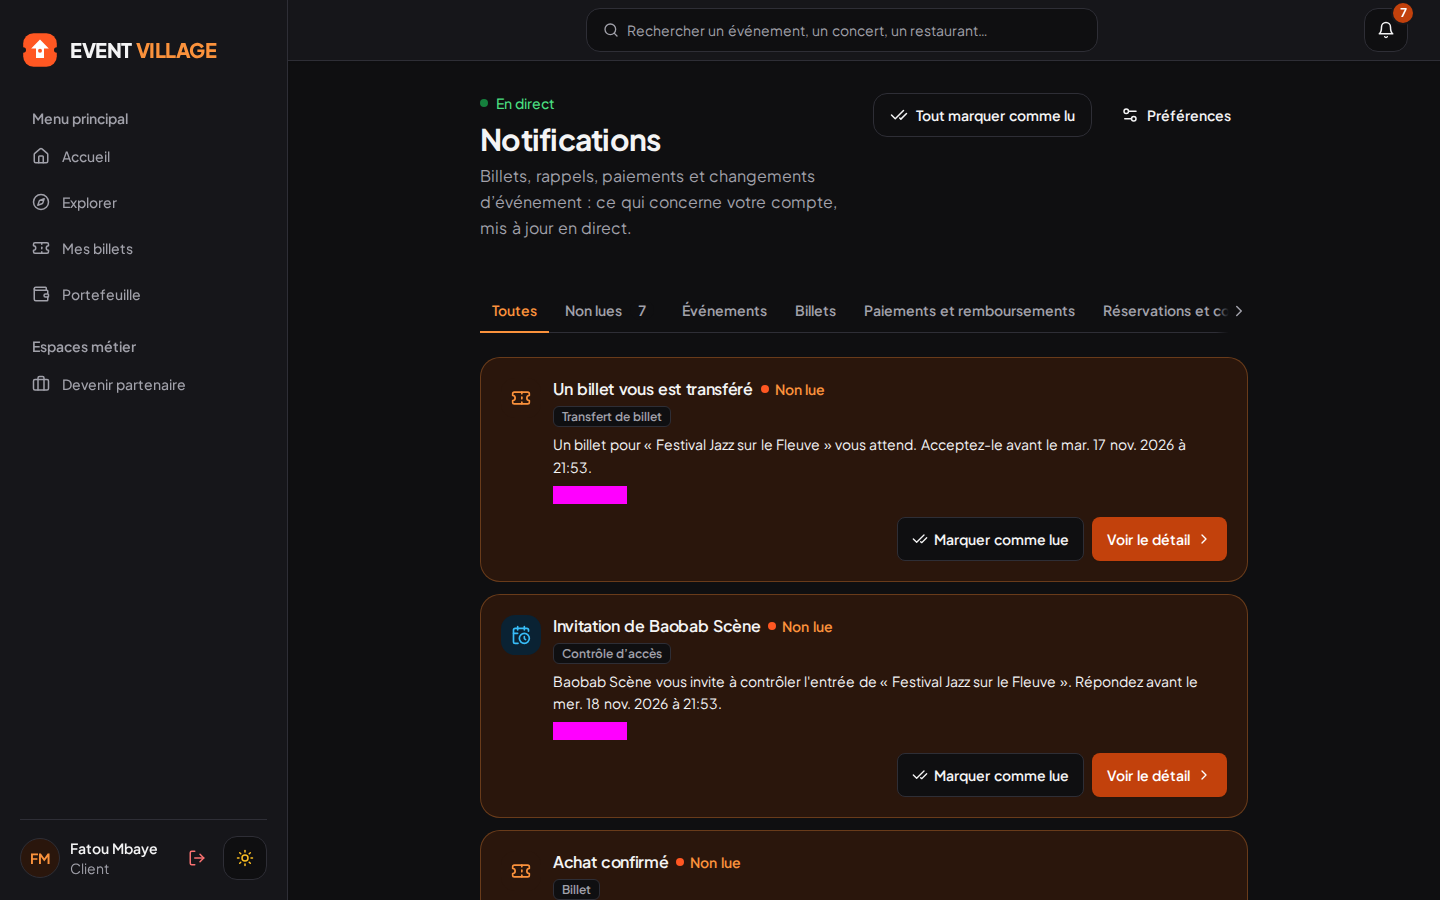 EVENT VILLAGE
Menu principal
Accueil
Explorer
Mes billets
Portefeuille
Espaces métier
Devenir partenaire
FM
Fatou Mbaye
Client
Rechercher un événement, un concert, un restaurant…
7
En direct
Notifications
Billets, rappels, paiements et changements
d’événement : ce qui concerne votre compte,
mis à jour en direct.
Tout marquer comme lu
Préférences
Toutes
Non lues 7
Événements
Billets
Paiements et remboursements
Réservations et
Un billet vous est transféré
Non lue
Transfert de billet
Un billet pour « Festival Jazz sur le Fleuve » vous attend. Acceptez-le avant le mar. 17 nov. 2026 à
21:53.
Marquer comme lue
Voir le détail
Invitation de Baobab Scène
Non lue
Contrôle d’accès
Baobab Scène vous invite à contrôler l'entrée de « Festival Jazz sur le Fleuve ». Répondez avant le
mer. 18 nov. 2026 à 21:53.
Marquer comme lue
Voir le détail
Achat confirmé
Non lue
Billet